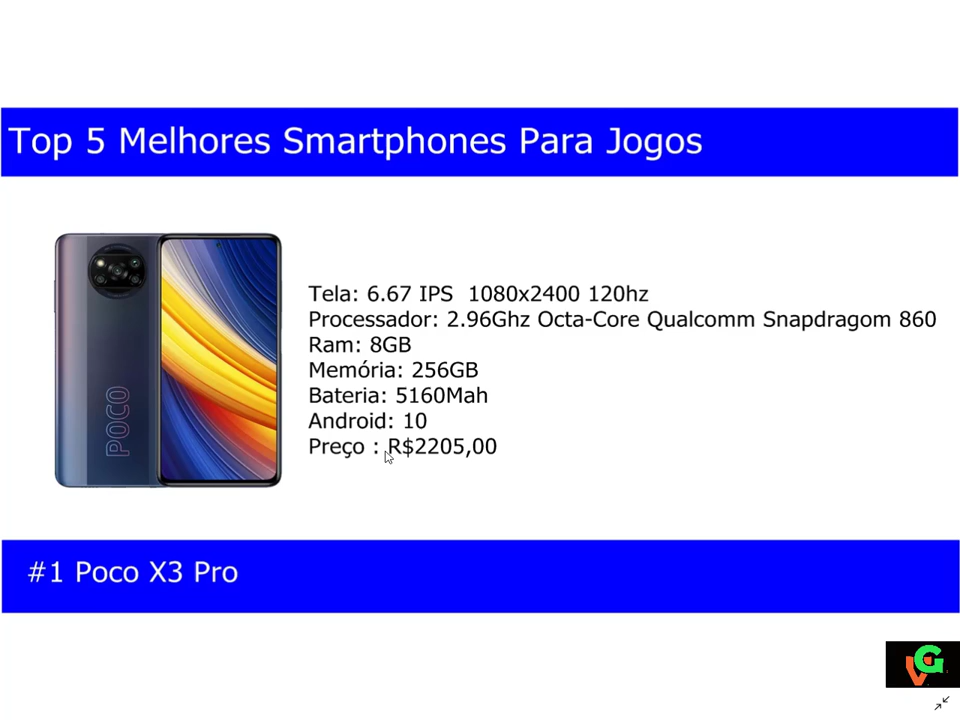 Top 5 Melhores Smartphones Para Jogos
POCO
Tela: 6.67 IPS 1080x2400 120hz
Processador: 2.96Ghz Octa-Core Qualcomm Snapdragom 860
Ram: 8GB
Memória: 256GB
Bateria: 5160Mah
Android: 10
Preço : R$2205,00
#1 Poco X3 Pro
VG